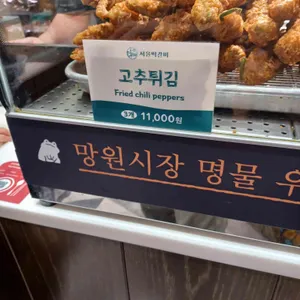 고추튀김
Fried chili peppers
3개 11,000원
망원시장 명물 우